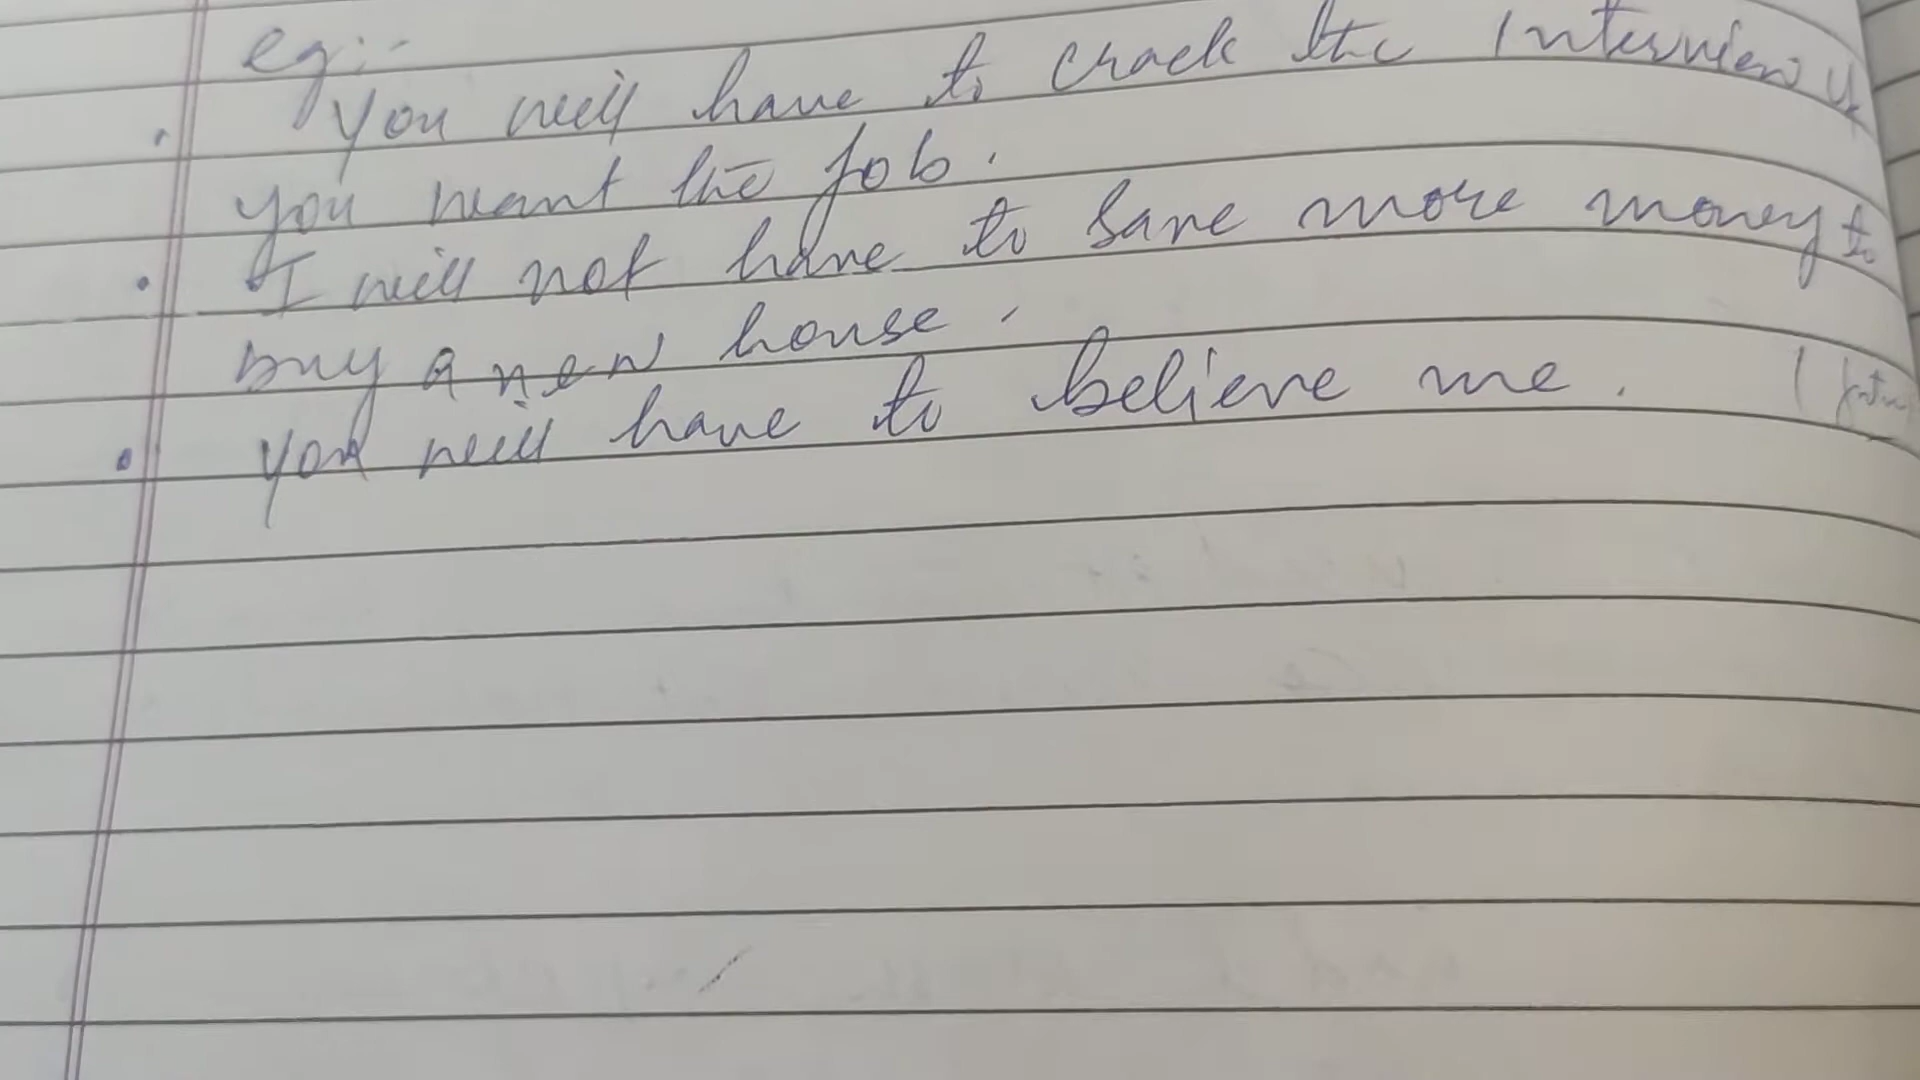 eg:-
• You will have to crack the Interview if
you want the job.
• I will not have to save more money to
buy a new house.
• you will have to believe me.